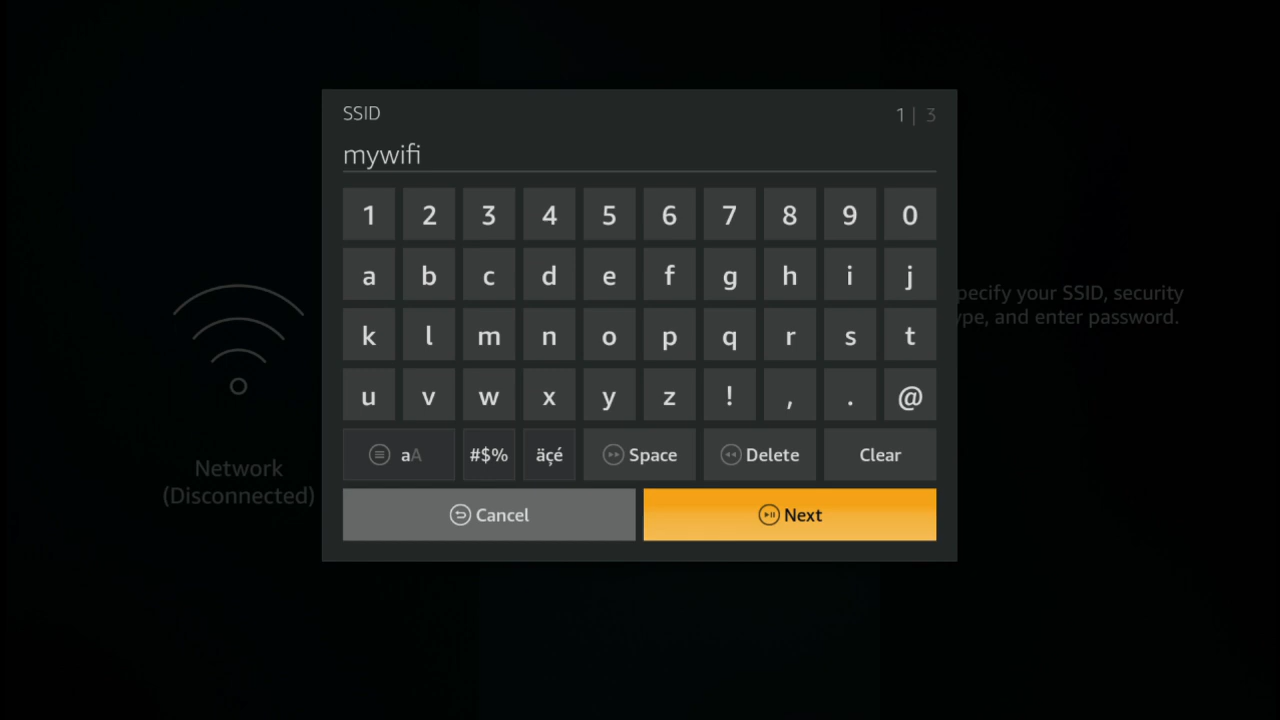 SSID
1 | 3
mywifi
1 2 3 4 5 6 7 8 9 0
a b c d e f g h i j
k l m n o p q r s t
u v w x y z ! , . @
aA #$% äçé Space Delete Clear
Cancel Next
Network
(Disconnected)
pecify your SSID, security
ype, and enter password.